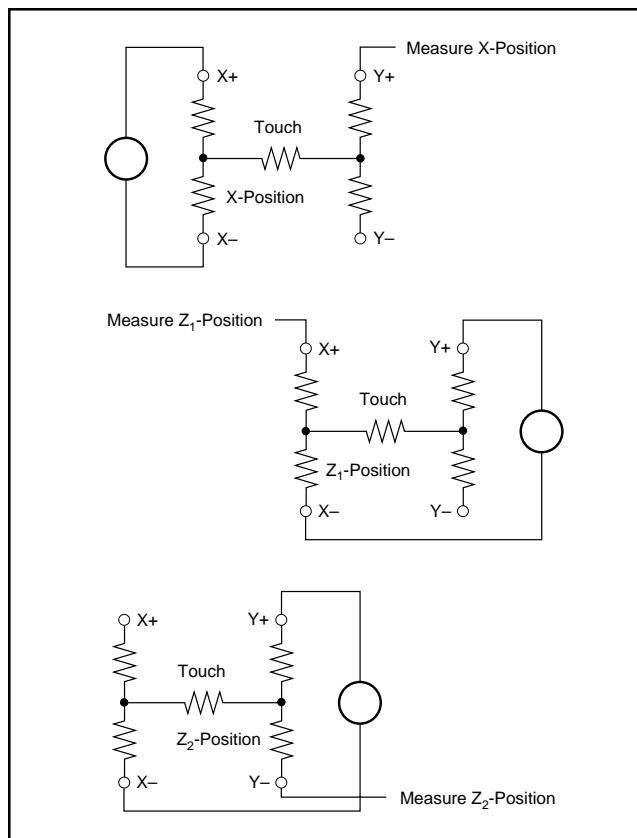 Measure X-Position
X+ Y+
Touch
X-Position
X– Y–
Measure Z₁-Position
X+ Y+
Touch
Z₁-Position
X– Y–
X+ Y+
Touch
Z₂-Position
X– Y–
Measure Z₂-Position